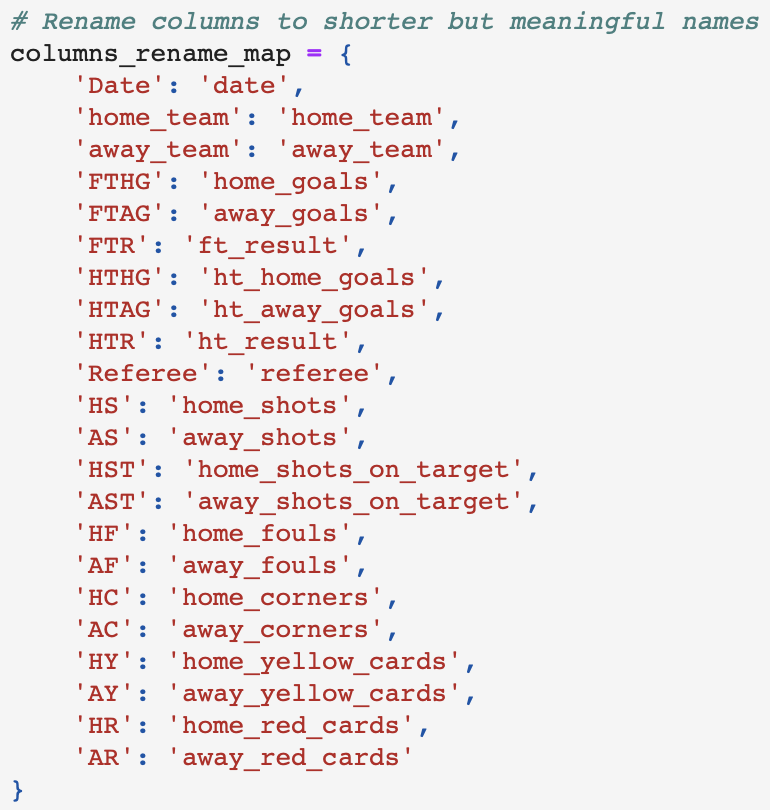 # Rename columns to shorter but meaningful names
columns_rename_map = {
    'Date': 'date',
    'home_team': 'home_team',
    'away_team': 'away_team',
    'FTHG': 'home_goals',
    'FTAG': 'away_goals',
    'FTR': 'ft_result',
    'HTHG': 'ht_home_goals',
    'HTAG': 'ht_away_goals',
    'HTR': 'ht_result',
    'Referee': 'referee',
    'HS': 'home_shots',
    'AS': 'away_shots',
    'HST': 'home_shots_on_target',
    'AST': 'away_shots_on_target',
    'HF': 'home_fouls',
    'AF': 'away_fouls',
    'HC': 'home_corners',
    'AC': 'away_corners',
    'HY': 'home_yellow_cards',
    'AY': 'away_yellow_cards',
    'HR': 'home_red_cards',
    'AR': 'away_red_cards'
}